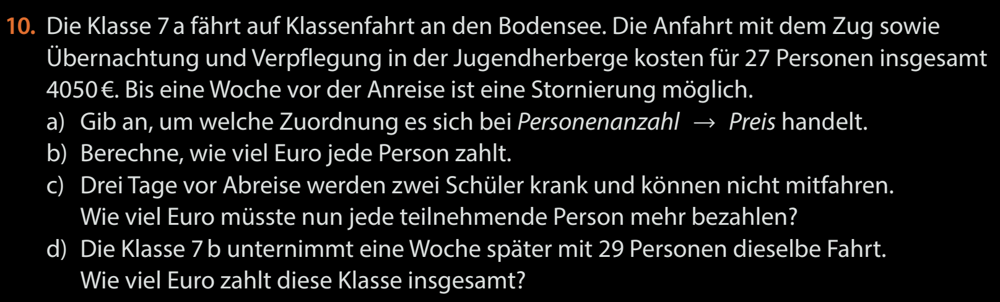 10. Die Klasse 7 a fährt auf Klassenfahrt an den Bodensee. Die Anfahrt mit dem Zug sowie
Übernachtung und Verpflegung in der Jugendherberge kosten für 27 Personen insgesamt
4050 €. Bis eine Woche vor der Anreise ist eine Stornierung möglich.
a) Gib an, um welche Zuordnung es sich bei Personenanzahl → Preis handelt.
b) Berechne, wie viel Euro jede Person zahlt.
c) Drei Tage vor Abreise werden zwei Schüler krank und können nicht mitfahren.
Wie viel Euro müsste nun jede teilnehmende Person mehr bezahlen?
d) Die Klasse 7 b unternimmt eine Woche später mit 29 Personen dieselbe Fahrt.
Wie viel Euro zahlt diese Klasse insgesamt?